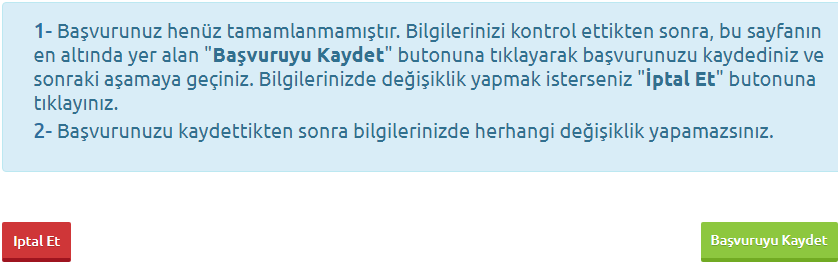 1- Başvurunuz henüz tamamlanmamıştır. Bilgilerinizi kontrol ettikten sonra, bu sayfanın
en altında yer alan "Başvuruyu Kaydet" butonuna tıklayarak başvurunuzu kaydediniz ve
sonraki aşamaya geçiniz. Bilgilerinizde değişiklik yapmak isterseniz "İptal Et" butonuna
tıklayınız.
2- Başvurunuzu kaydettikten sonra bilgilerinizde herhangi değişiklik yapamazsınız.
Iptal Et
Başvuruyu Kaydet